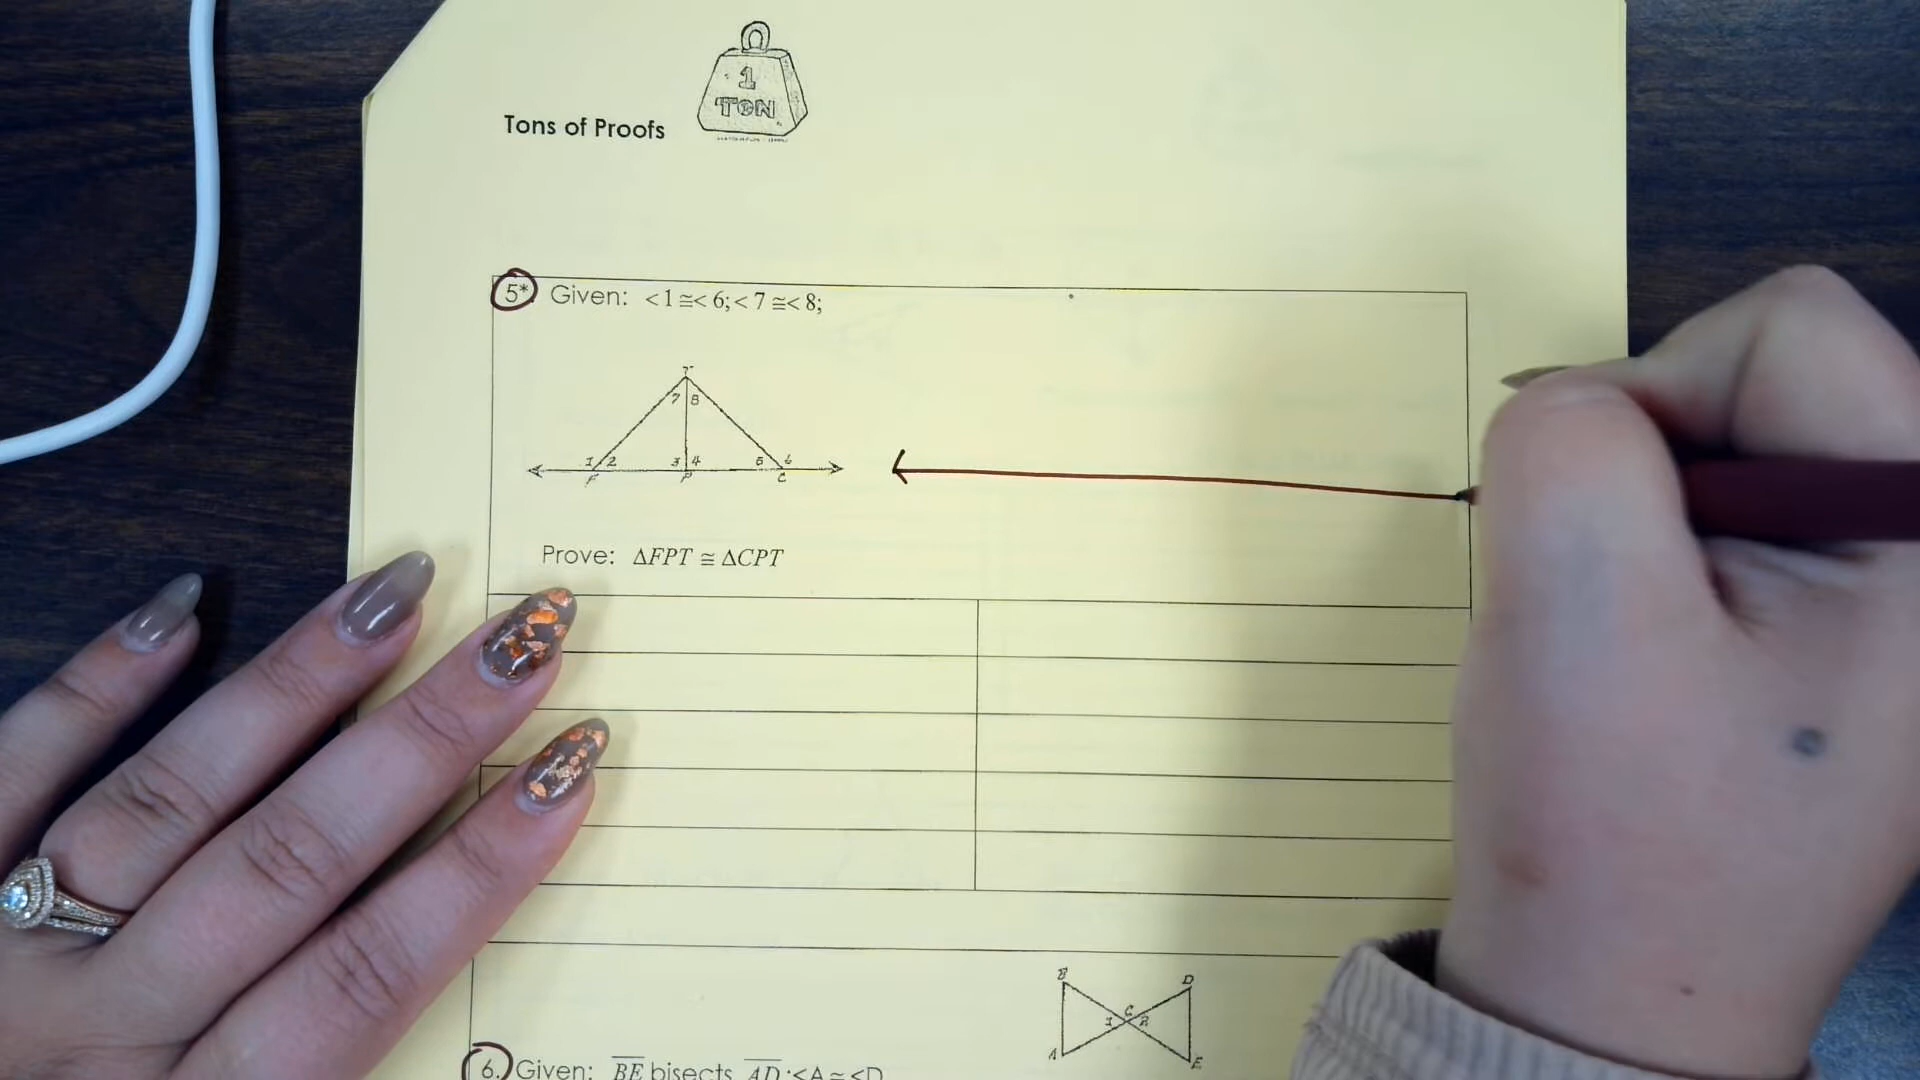 1
TON
Tons of Proofs
5* Given: <1≅<6;<7≅<8;
T
7 8
1 2 3 4 5 6
F P C
Prove: ΔFPT ≅ ΔCPT
B D
C
1 2
A E
6. Given: BE bisects AD;<A≅<D